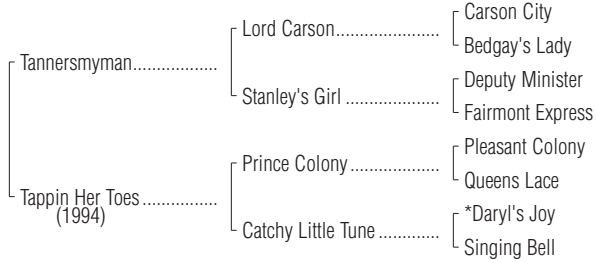 Carson City
Lord Carson.....................
Bedgay's Lady
Tannersmyman.................
Deputy Minister
Stanley's Girl ...................
Fairmont Express
Pleasant Colony
Prince Colony ..................
Queens Lace
Tappin Her Toes ...............
(1994)
*Daryl's Joy
Catchy Little Tune .............
Singing Bell